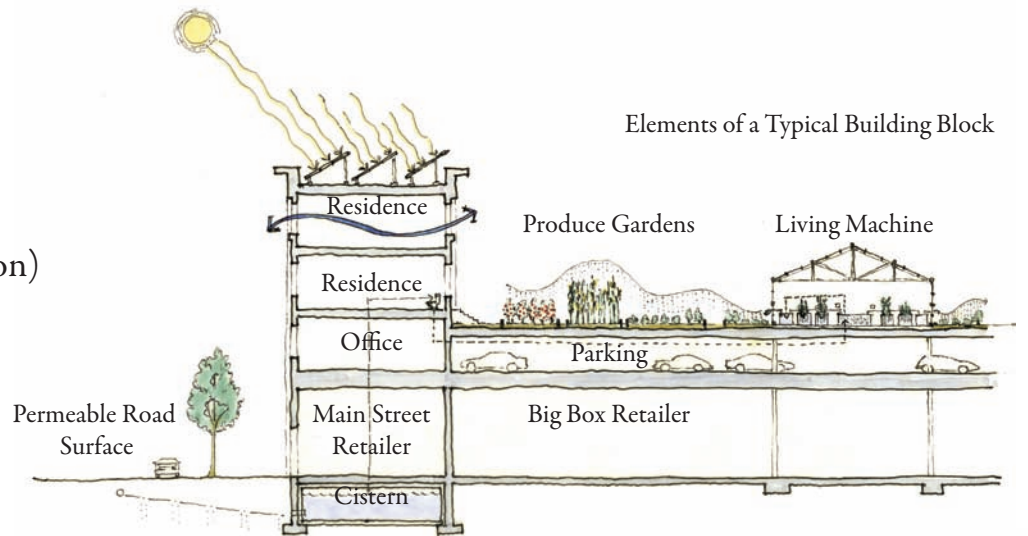 Elements of a Typical Building Block
Residence
Produce Gardens
Living Machine
on)
Residence
Office
Parking
Permeable Road
Surface
Main Street
Retailer
Big Box Retailer
Cistern